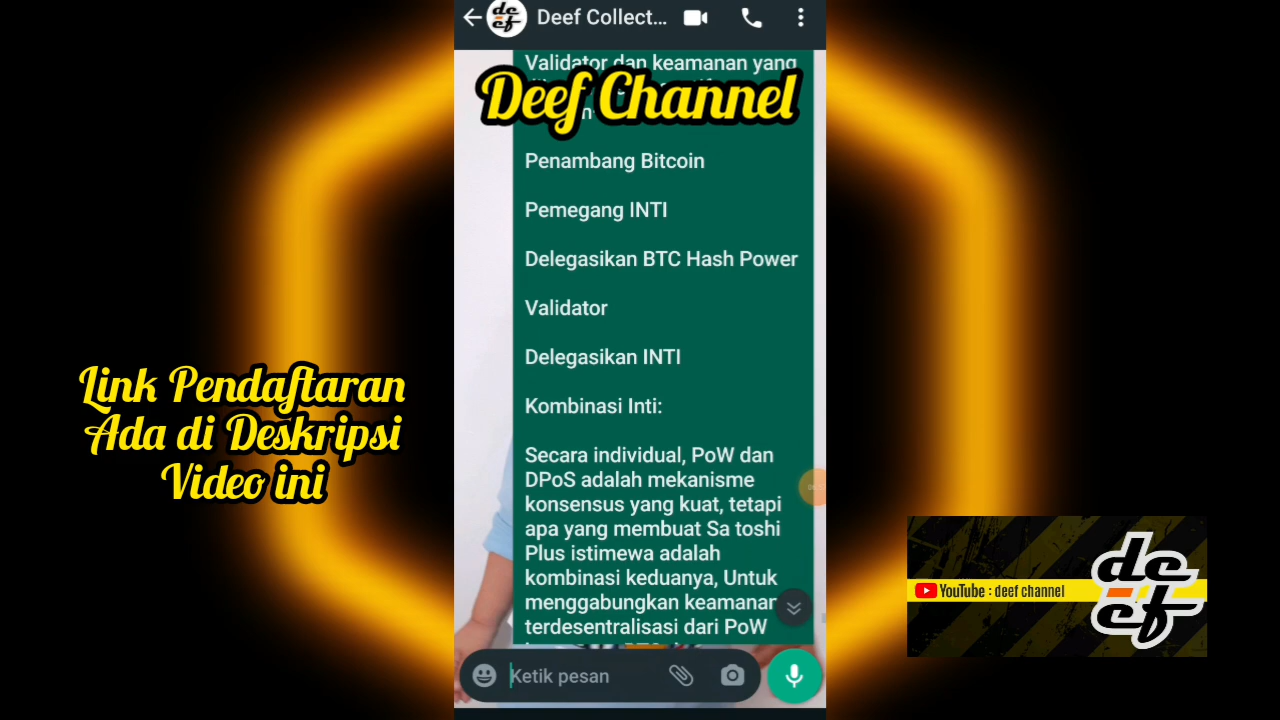 Deef Collect...
Validator dan keamanan yang
Deef Channel
Penambang Bitcoin
Pemegang INTI
Delegasikan BTC Hash Power
Validator
Delegasikan INTI
Kombinasi Inti:
Secara individual, PoW dan
DPoS adalah mekanisme
konsensus yang kuat, tetapi
apa yang membuat Sa toshi
Plus istimewa adalah
kombinasi keduanya, Untuk
menggabungkan keamanan
terdesentralisasi dari PoW
Ketik pesan
Link Pendaftaran
Ada di Deskripsi
Video ini
YouTube : deef channel
de
ef